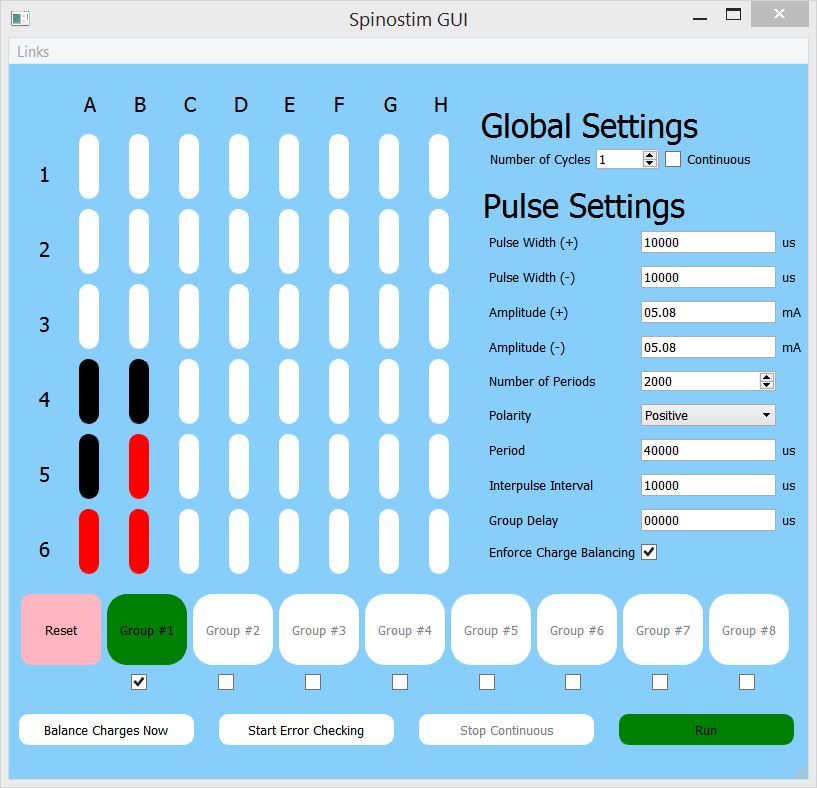 Spinostim GUI
Links
A B C D E F G H
1
2
3
4
5
6
Global Settings
Number of Cycles 1 Continuous
Pulse Settings
Pulse Width (+) 10000 us
Pulse Width (-) 10000 us
Amplitude (+) 05.08 mA
Amplitude (-) 05.08 mA
Number of Periods 2000
Polarity Positive
Period 40000 us
Interpulse Interval 10000 us
Group Delay 00000 us
Enforce Charge Balancing
Reset Group #1 Group #2 Group #3 Group #4 Group #5 Group #6 Group #7 Group #8
Balance Charges Now Start Error Checking Stop Continuous Run